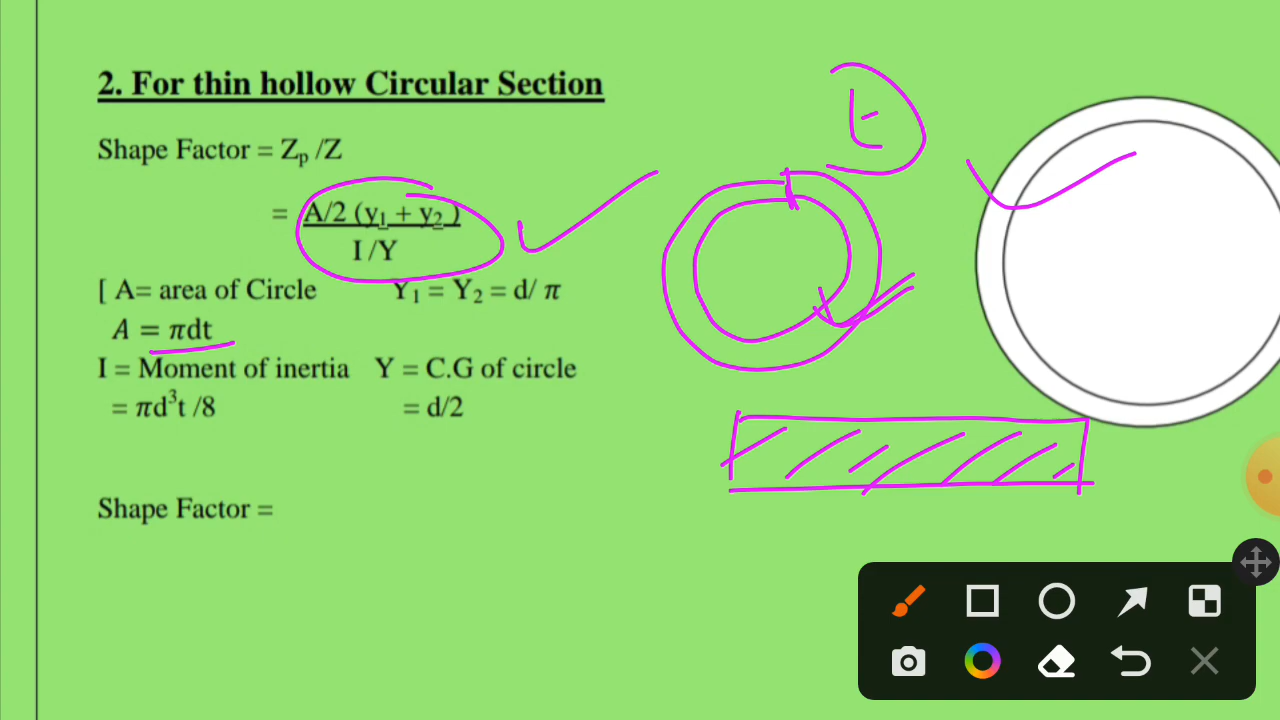 2. For thin hollow Circular Section
t
Shape Factor = Zp /Z
= A/2 (y1 + y2 )
I /Y
[ A= area of Circle Y1 = Y2 = d/ π
A = πdt
I = Moment of inertia Y = C.G of circle
= πd³t /8 = d/2
Shape Factor =